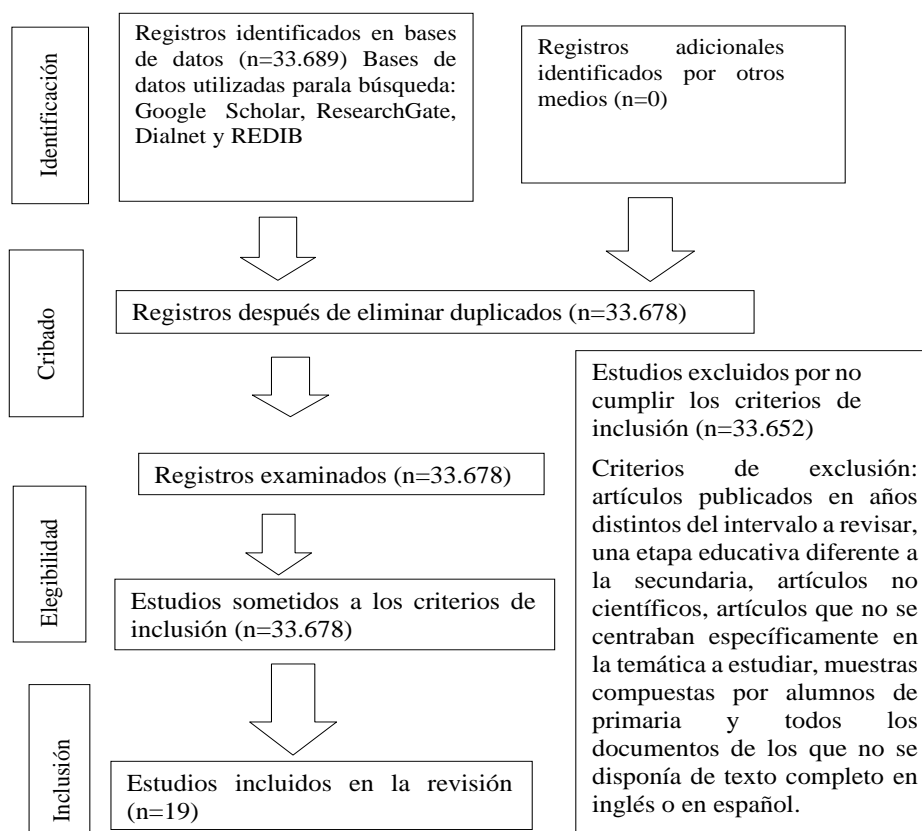 Identificación
Registros identificados en bases
de datos (n=33.689) Bases de
datos utilizadas parala búsqueda:
Google Scholar, ResearchGate,
Dialnet y REDIB
Registros adicionales
identificados por otros
medios (n=0)
Cribado
Registros después de eliminar duplicados (n=33.678)
Registros examinados (n=33.678)
Elegibilidad
Estudios sometidos a los criterios de
inclusión (n=33.678)
Estudios excluidos por no
cumplir los criterios de
inclusión (n=33.652)
Criterios de exclusión:
artículos publicados en años
distintos del intervalo a revisar,
una etapa educativa diferente a
la secundaria, artículos no
científicos, artículos que no se
centraban específicamente en
la temática a estudiar, muestras
compuestas por alumnos de
primaria y todos los
documentos de los que no se
disponía de texto completo en
inglés o en español.
Inclusión
Estudios incluidos en la revisión
(n=19)